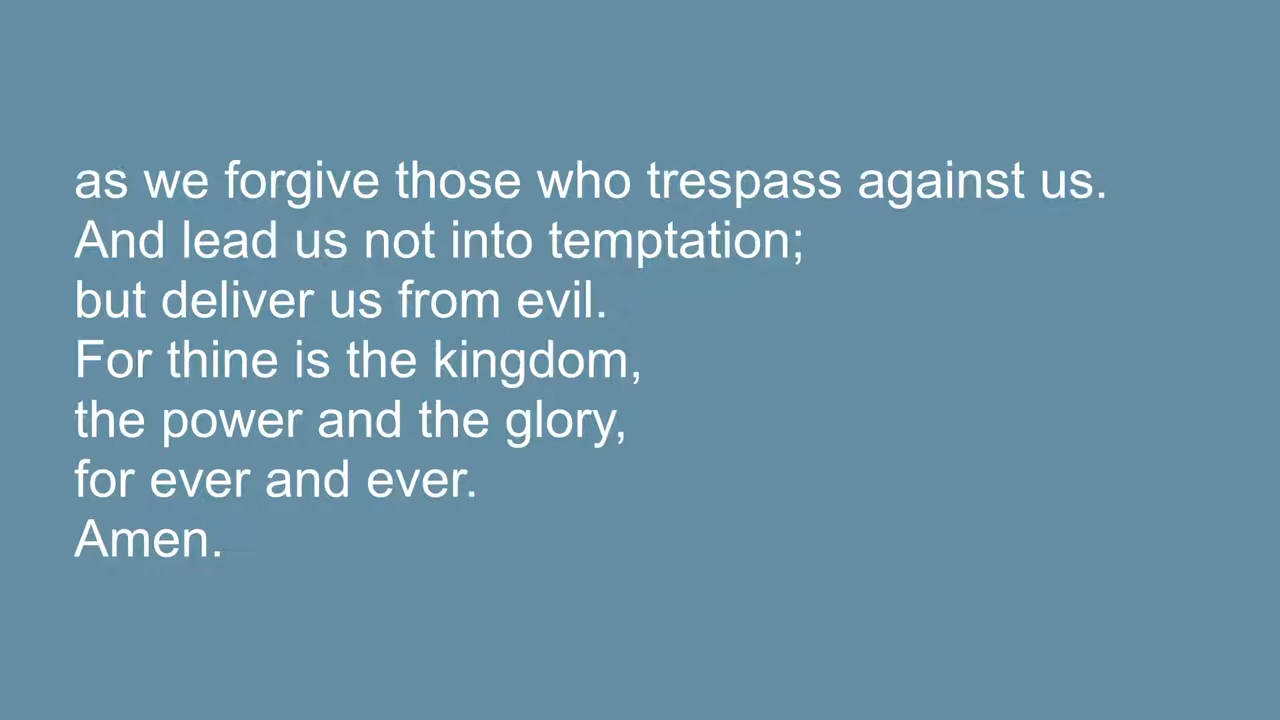 as we forgive those who trespass against us.
And lead us not into temptation;
but deliver us from evil.
For thine is the kingdom,
the power and the glory,
for ever and ever.
Amen.